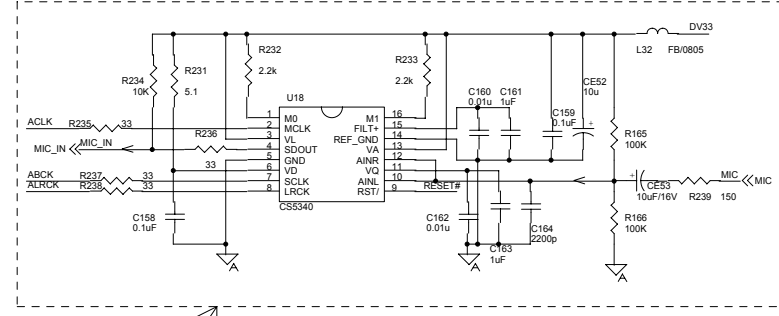 DV33
L32 FB/0805
R232
2.2k
R233
2.2k
R234
10K
R231
5.1
C160
0.01u
C161
1uF
CE52
10u
C159
0.1uF
U18
1 M0
2 MCLK
3 VL
4 SDOUT
5 GND
6 VD
7 SCLK
8 LRCK
M1 16
FILT+ 15
REF_GND 14
VA 13
AINR 12
VQ 11
AINL 10
RST/ 9
CS5340
RESET#
ACLK
R235 33
R236
33
MIC_IN MIC_IN
ABCK
R237 33
ALRCK
R238 33
R165
100K
+
+
CE53
10uF/16V
R239
150
MIC MIC
R166
100K
C158
0.1uF
C162
0.01u
C163
1uF
C164
2200p
A
A
A